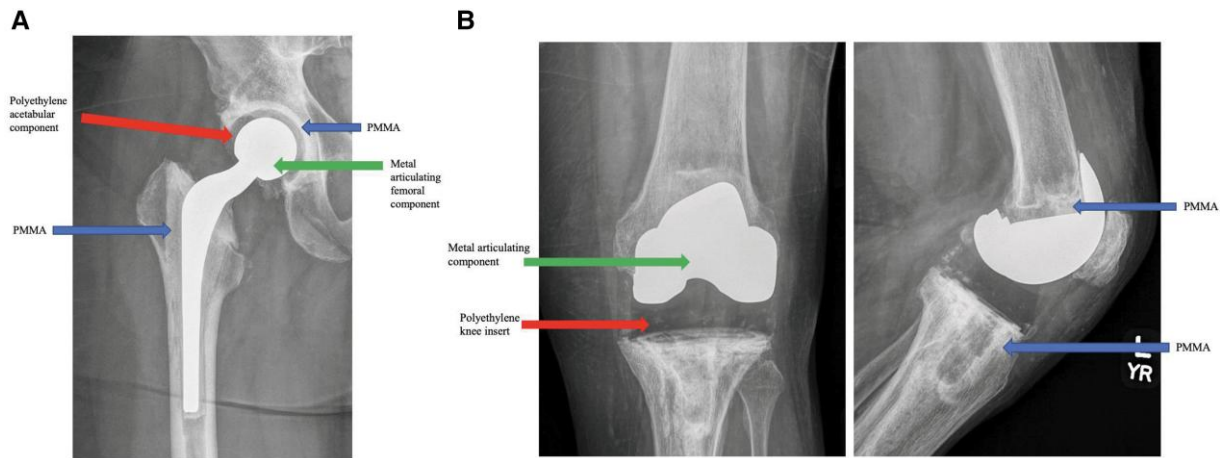 A
Polyethylene
acetabular
component
PMMA
Metal
articulating
femoral
component
PMMA
B
Metal articulating
component
Polyethylene
knee insert
PMMA
PMMA
L
YR